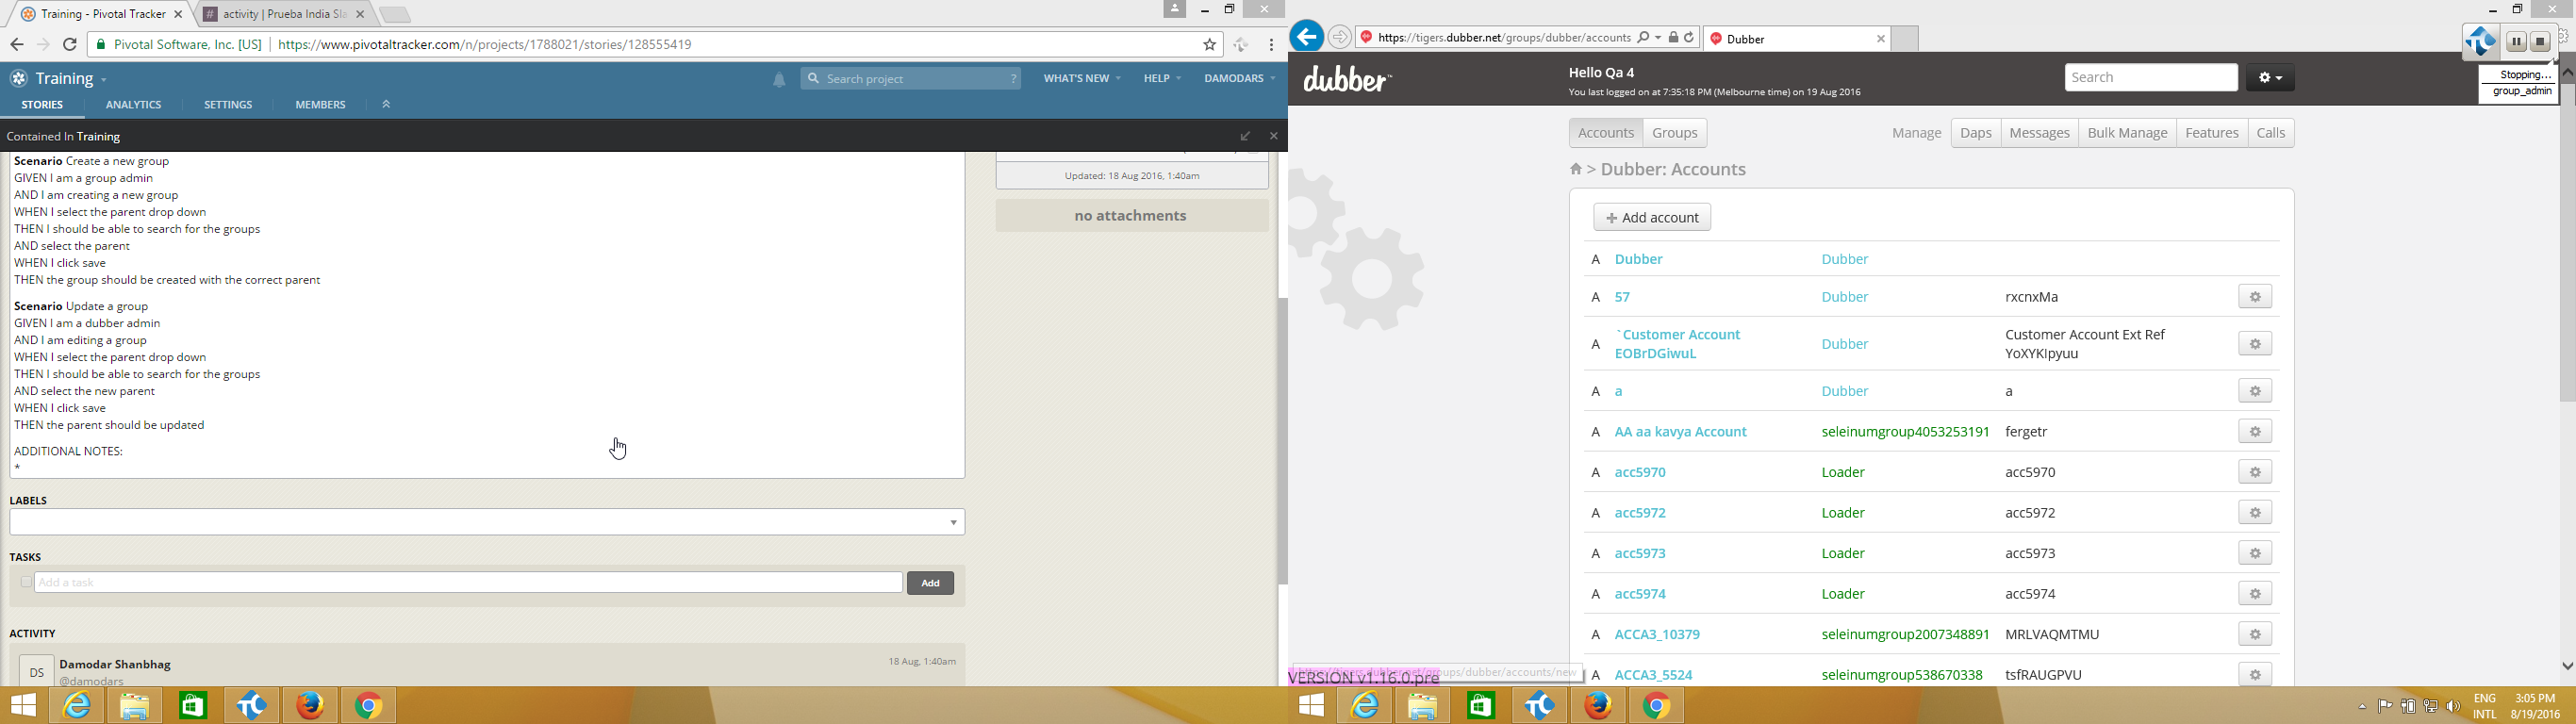 Training - Pivotal Tracker
activity | Prueba India Sla
Pivotal Software, Inc. [US]
https://www.pivotaltracker.com/n/projects/1788021/stories/128555419
Training
Search project
?
WHAT'S NEW
HELP
DAMODARS
STORIES
ANALYTICS
SETTINGS
MEMBERS
Contained In Training
Scenario Create a new group
GIVEN I am a group admin
AND I am creating a new group
WHEN I select the parent drop down
THEN I should be able to search for the groups
AND select the parent
WHEN I click save
THEN the group should be created with the correct parent
Scenario Update a group
GIVEN I am a dubber admin
AND I am editing a group
WHEN I select the parent drop down
THEN I should be able to search for the groups
AND select the new parent
WHEN I click save
THEN the parent should be updated
ADDITIONAL NOTES:
*
Updated: 18 Aug 2016, 1:40am
no attachments
LABELS
TASKS
Add a task
Add
ACTIVITY
DS
Damodar Shanbhag
@damodars
18 Aug, 1:40am
https://tigers.dubber.net/groups/dubber/accounts
Dubber
Stopping...
group_admin
dubber™
Hello Qa 4
You last logged on at 7:35:18 PM (Melbourne time) on 19 Aug 2016
Search
Accounts
Groups
Manage
Daps
Messages
Bulk Manage
Features
Calls
> Dubber: Accounts
+ Add account
A Dubber Dubber
A 57 Dubber rxcnxMa
A `Customer Account EOBrDGiwuL Dubber Customer Account Ext Ref YoXYKIpyuu
A a Dubber a
A AA aa kavya Account seleinumgroup4053253191 fergetr
A acc5970 Loader acc5970
A acc5972 Loader acc5972
A acc5973 Loader acc5973
A acc5974 Loader acc5974
A ACCA3_10379 seleinumgroup2007348891 MRLVAQMTMU
A ACCA3_5524 seleinumgroup538670338 tsfRAUGPVU
https://tigers.dubber.net/groups/dubber/accounts/new
VERSION v1.16.0.pre
ENG
INTL
3:05 PM
8/19/2016